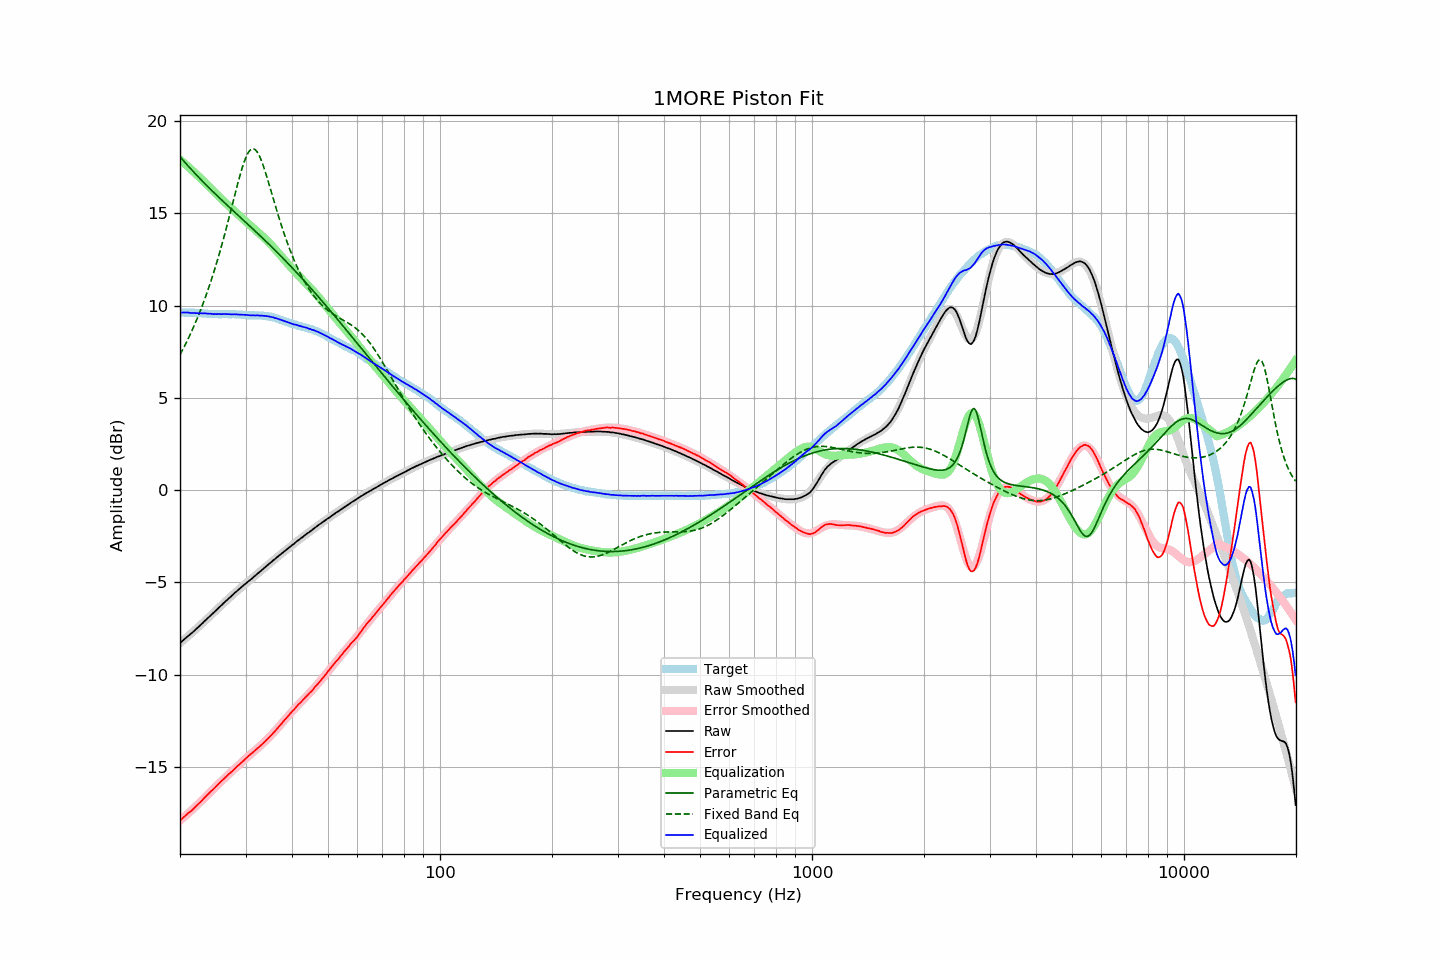 1MORE Piston Fit
Amplitude (dBr)
20
15
10
5
0
−5
−10
−15
Target
Raw Smoothed
Error Smoothed
Raw
Error
Equalization
Parametric Eq
Fixed Band Eq
Equalized
100
1000
10000
Frequency (Hz)